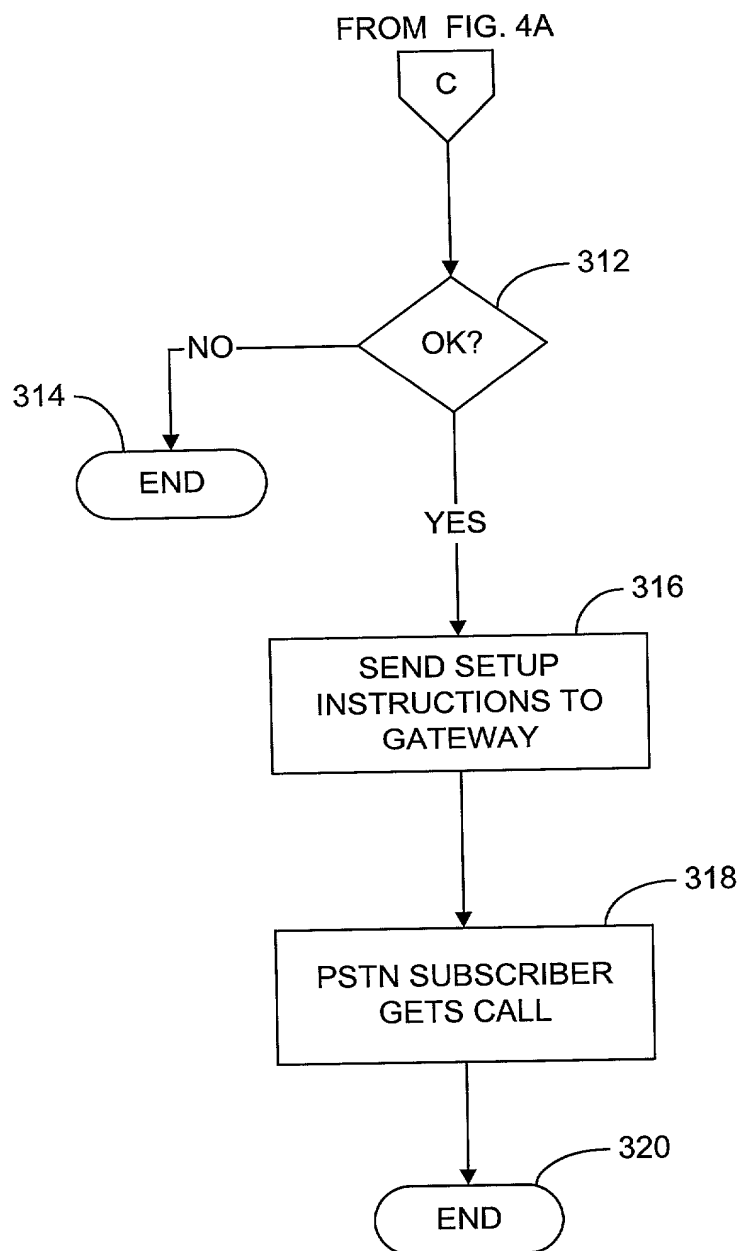 FROM FIG. 4A
C
312
OK?
NO
314
END
YES
316
SEND SETUP
INSTRUCTIONS TO
GATEWAY
318
PSTN SUBSCRIBER
GETS CALL
320
END